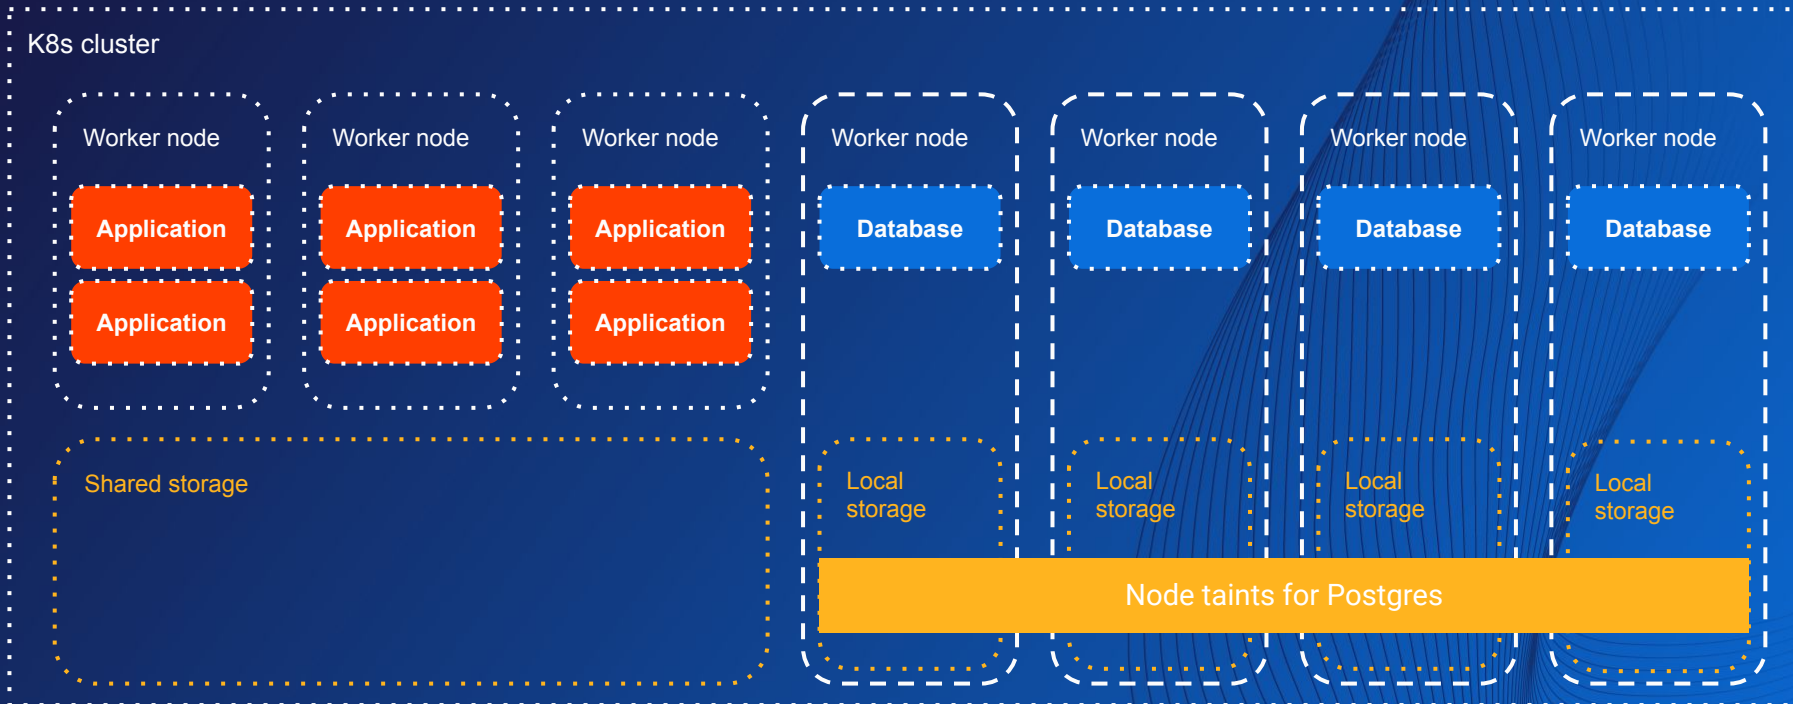 K8s cluster
Worker node
Worker node
Worker node
Worker node
Worker node
Worker node
Worker node
Application
Application
Application
Database
Database
Database
Database
Application
Application
Application
Shared storage
Local
storage
Local
storage
Local
storage
Local
storage
Node taints for Postgres